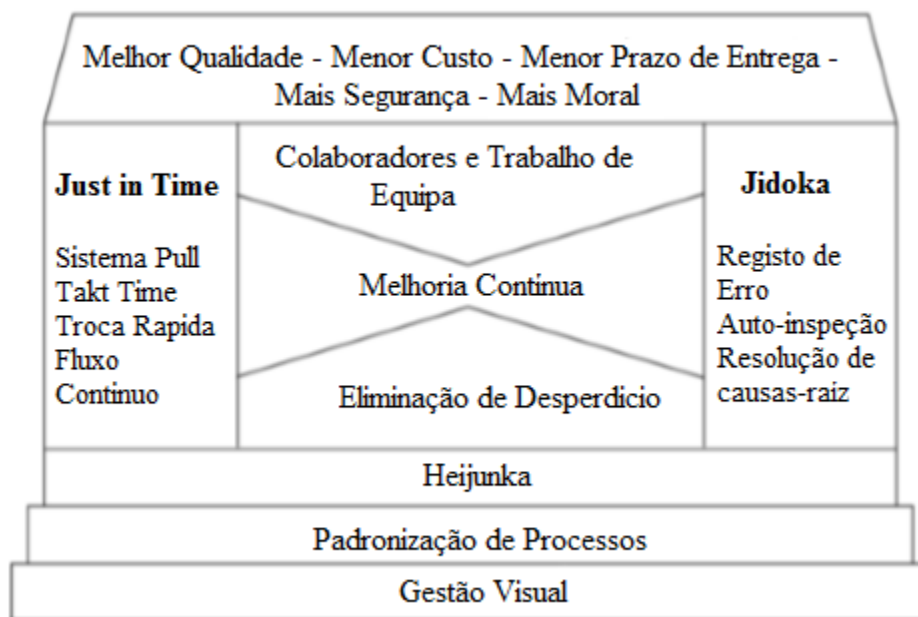 Melhor Qualidade - Menor Custo - Menor Prazo de Entrega -
Mais Segurança - Mais Moral
Just in Time
Sistema Pull
Takt Time
Troca Rapida
Fluxo
Continuo
Colaboradores e Trabalho de
Equipa
Melhoria Continua
Eliminação de Desperdicio
Jidoka
Registo de
Erro
Auto-inspeção
Resolução de
causas-raíz
Heijunka
Padronização de Processos
Gestão Visual